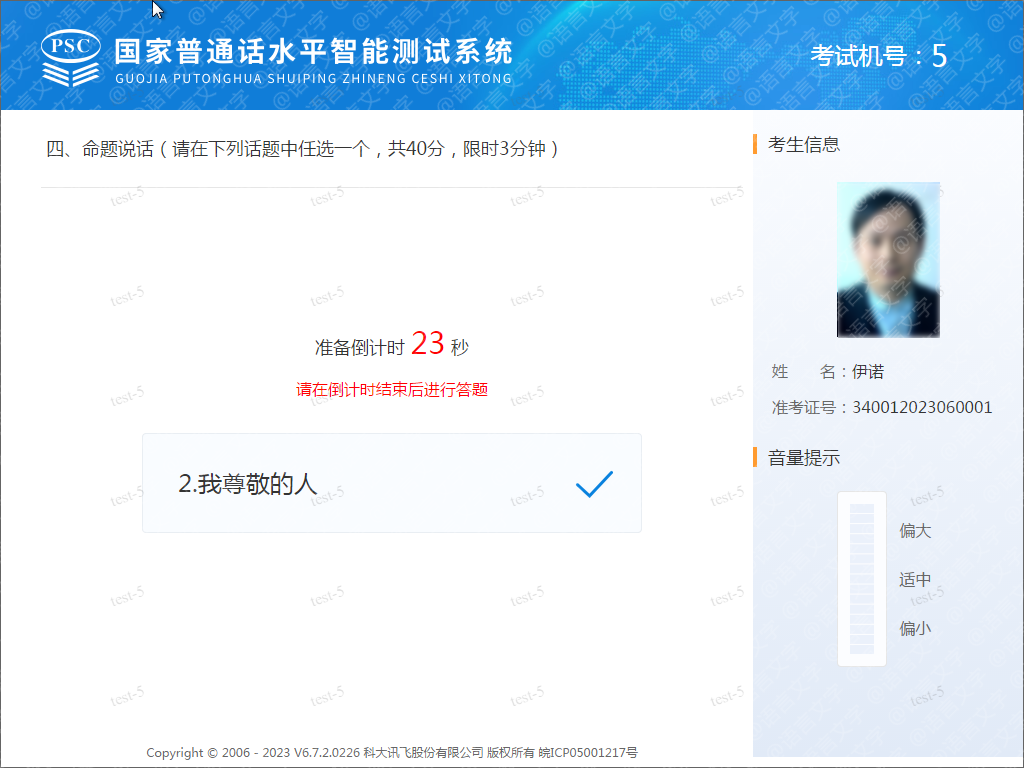 PSC
国家普通话水平智能测试系统
GUOJIA PUTONGHUA SHUIPING ZHINENG CESHI XITONG
考试机号：5
四、命题说话（请在下列话题中任选一个，共40分，限时3分钟）
考生信息
准备倒计时 23 秒
请在倒计时结束后进行答题
姓 名：伊诺
准考证号：340012023060001
音量提示
2.我尊敬的人
偏大
适中
偏小
test-5
@语言文字
Copyright © 2006 - 2023 V6.7.2.0226 科大讯飞股份有限公司 版权所有 皖ICP05001217号